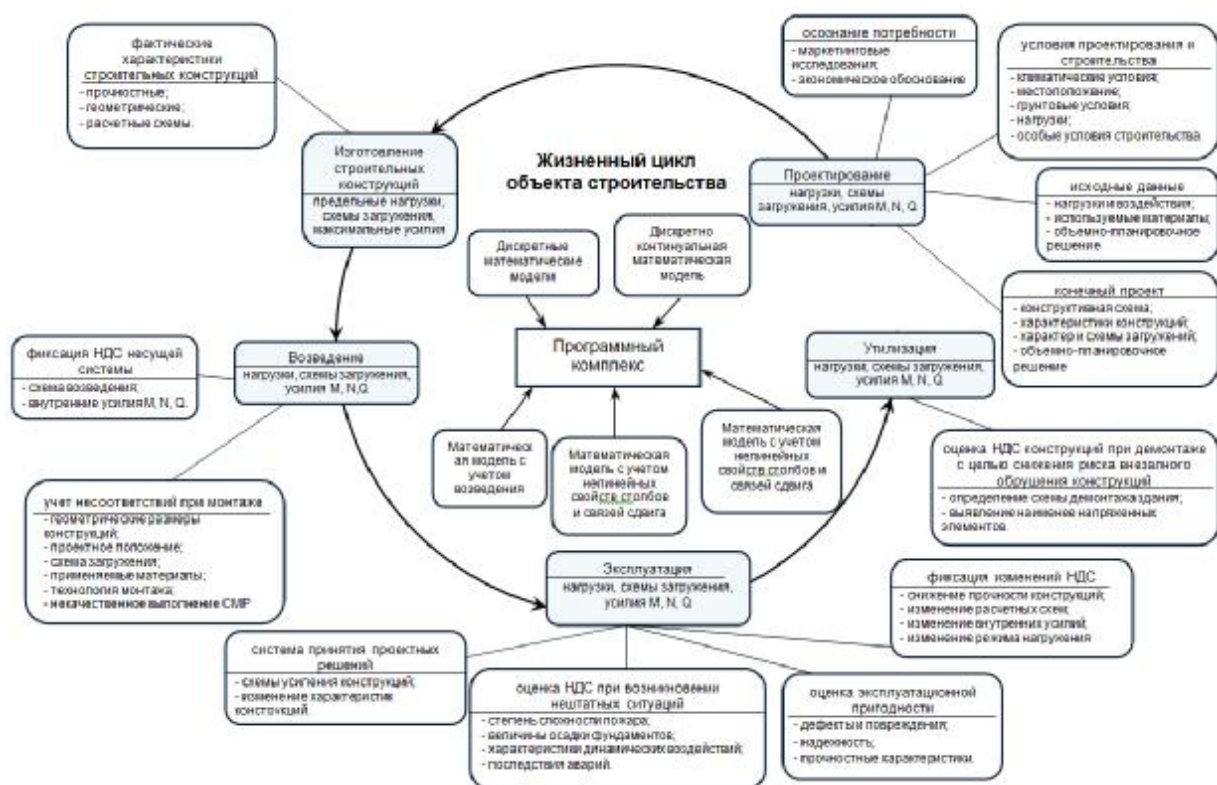 фактические
характеристики
строительных конструкций
- прочностные;
- геометрические;
- расчетные схемы.
осознание потребности
- маркетинговые
исследования;
- экономическое обоснование
условия проектирования и
строительства
- климатические условия;
- местоположение;
- грунтовые условия;
- нагрузки;
- особые условия строительства.
Изготовление
строительных
конструкций
предельные нагрузки,
схемы загружения,
максимальные усилия
Жизненный цикл
объекта строительства
Проектирование
нагрузки, схемы
загружения, усилия M, N, Q.
исходные данные
- нагрузки и воздействия;
- используемые материалы;
- объемно-планировочное
решение
Дискретные
математические
модели
Дискретно
континуальная
математическая
модель
конечный проект
- конструктивная схема;
- характеристики конструкций;
- характер и схемы загружений;
- объемно-планировочное
решение
фиксация НДС несущей
системы
- схема возведения;
- внутренние усилия M, N, Q.
Возведение
нагрузки, схемы загружения,
усилия M, N,Q.
Программный
комплекс
Утилизация
нагрузки, схемы загружения,
усилия M, N, Q.
Математическ
ая модель с
учетом
возведения
Математическая
модель с учетом
нелинейных
свойств столбов
и связей сдвига
Математическая
модель с учетом
нелинейных
свойств столбов и
связей сдвига
оценка НДС конструкций при демонтаже
с целью снижения риска внезапного
обрушения конструкций
- определение схемы демонтажа здания;
- выявление наименее напряженных
элементов.
учет несоответствий при монтаже
- геометрические размеры
конструкций;
- проектное положение;
- схема загружения;
- применяемые материалы;
- технология монтажа;
- некачественное выполнение СМР
Эксплуатация
нагрузки, схемы загружения,
усилия M, N, Q.
фиксация изменений НДС
- снижение прочности конструкций;
- изменение расчетных схем;
- изменение внутренних усилий;
- изменение режима нагружения
система принятия проектных
решений
- схемы усиления конструкций;
- изменение характеристик
конструкций.
оценка НДС при возникновении
нештатных ситуаций
- степень сложности пожара;
- величины осадки фундаментов;
- характеристики динамических воздействий;
- последствия аварий.
оценка эксплуатационной
пригодности
- дефекты и повреждения;
- надежность;
- прочностные характеристики.